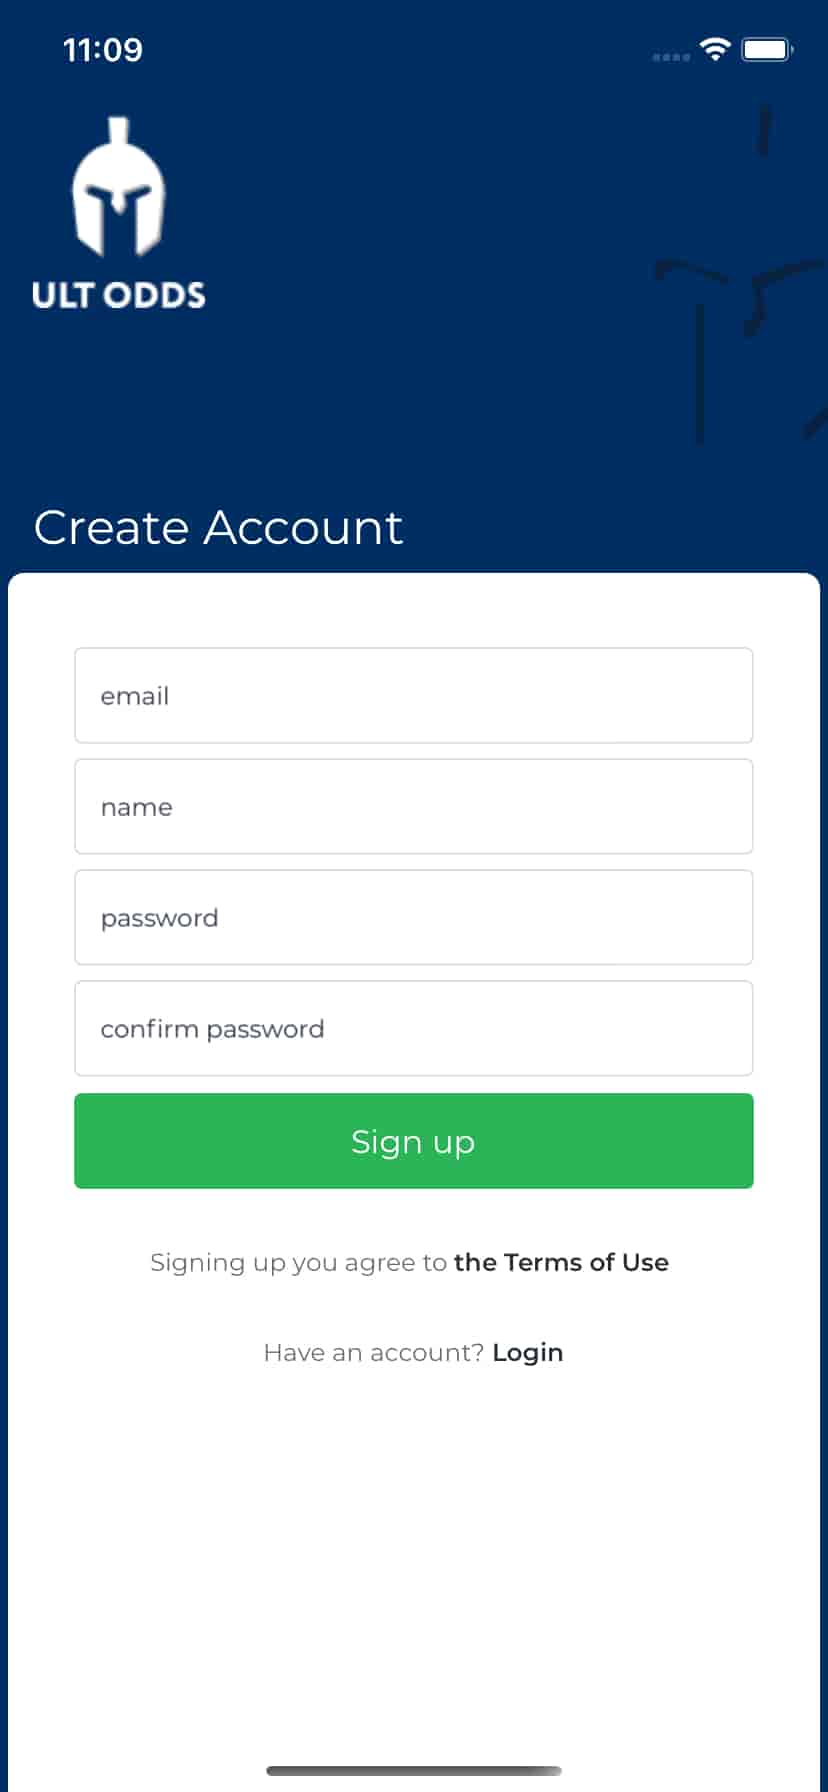 11:09
ULT ODDS
Create Account
email
name
password
confirm password
Sign up
Signing up you agree to the Terms of Use
Have an account? Login